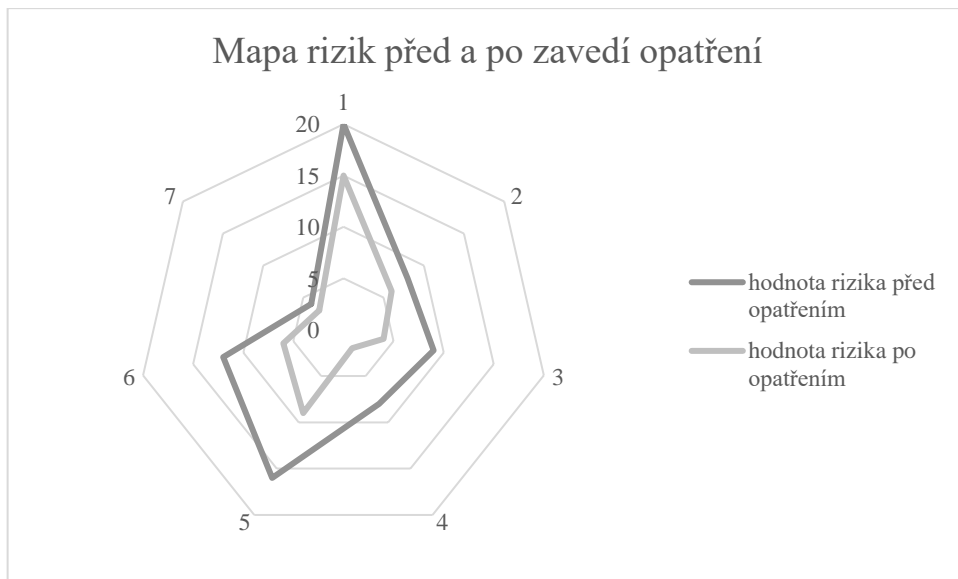 Mapa rizik před a po zavedí opatření
1
20
15
10
5
0
2
3
4
5
6
7
hodnota rizika před
opatřením
hodnota rizika po
opatřením